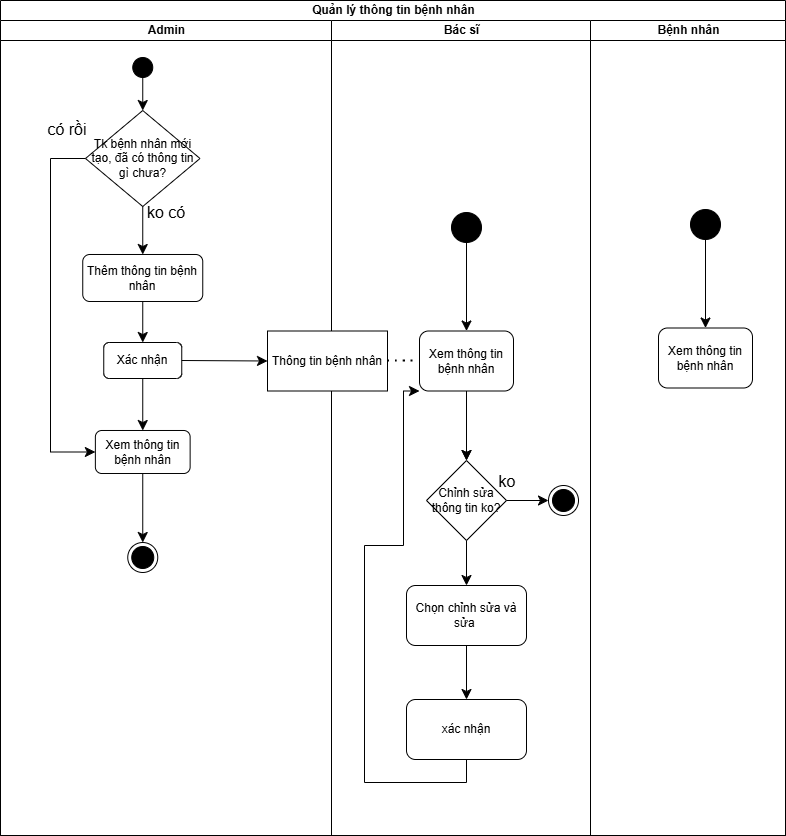 Quản lý thông tin bệnh nhân
Admin
Bác sĩ
Bệnh nhân
có rồi
Tk bệnh nhân mới
tạo, đã có thông tin
gì chưa?
ko có
Thêm thông tin bệnh
nhân
Xác nhận
Thông tin bệnh nhân
Xem thông tin
bệnh nhân
Xem thông tin
bệnh nhân
Xem thông tin
bệnh nhân
Chỉnh sửa
thông tin ko?
ko
Chọn chỉnh sửa và
sửa
xác nhận